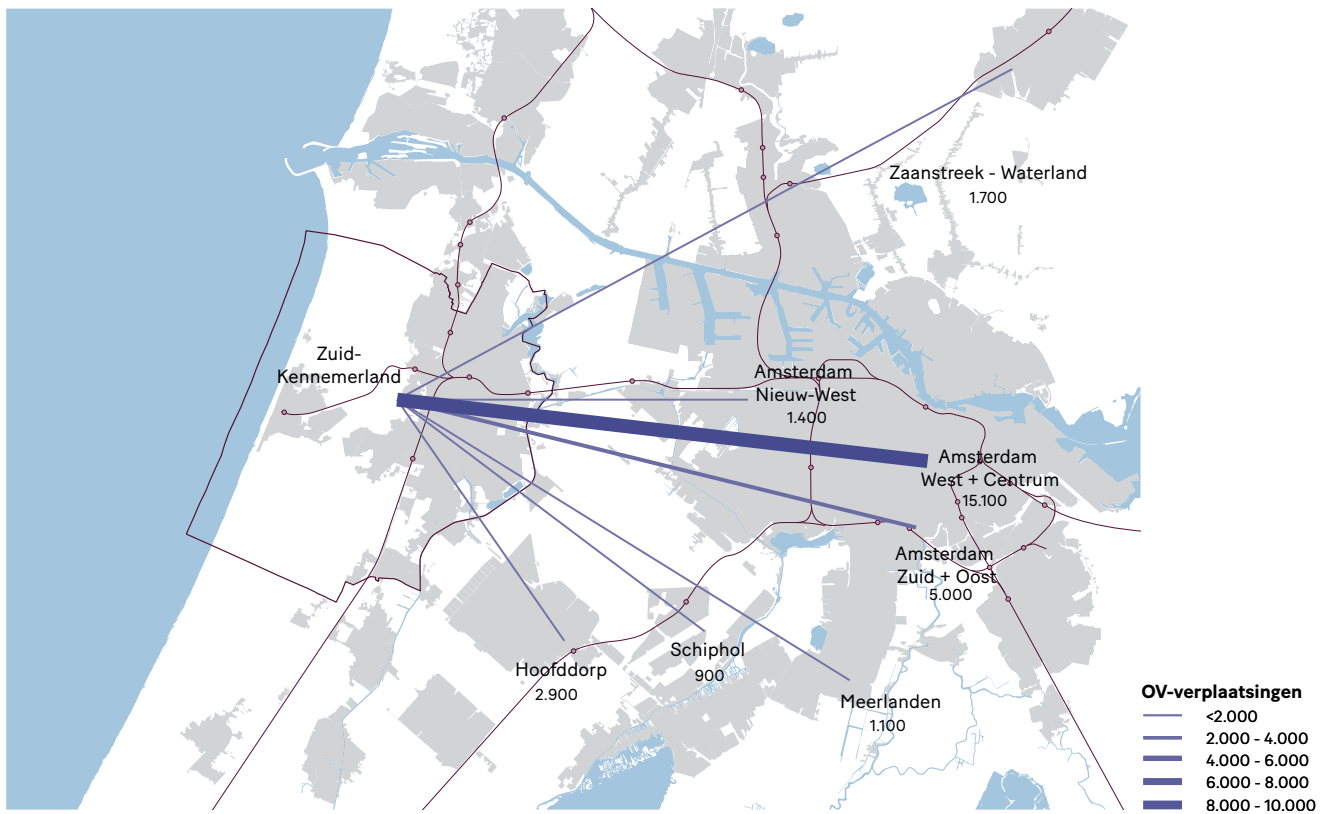 Zaanstreek - Waterland
1.700
Zuid-
Kennemerland
Amsterdam
Nieuw-West
1.400
Amsterdam
West + Centrum
15.100
Amsterdam
Zuid + Oost
5.000
Hoofddorp
2.900
Schiphol
900
Meerlanden
1.100
OV-verplaatsingen
<2.000
2.000 - 4.000
4.000 - 6.000
6.000 - 8.000
8.000 - 10.000